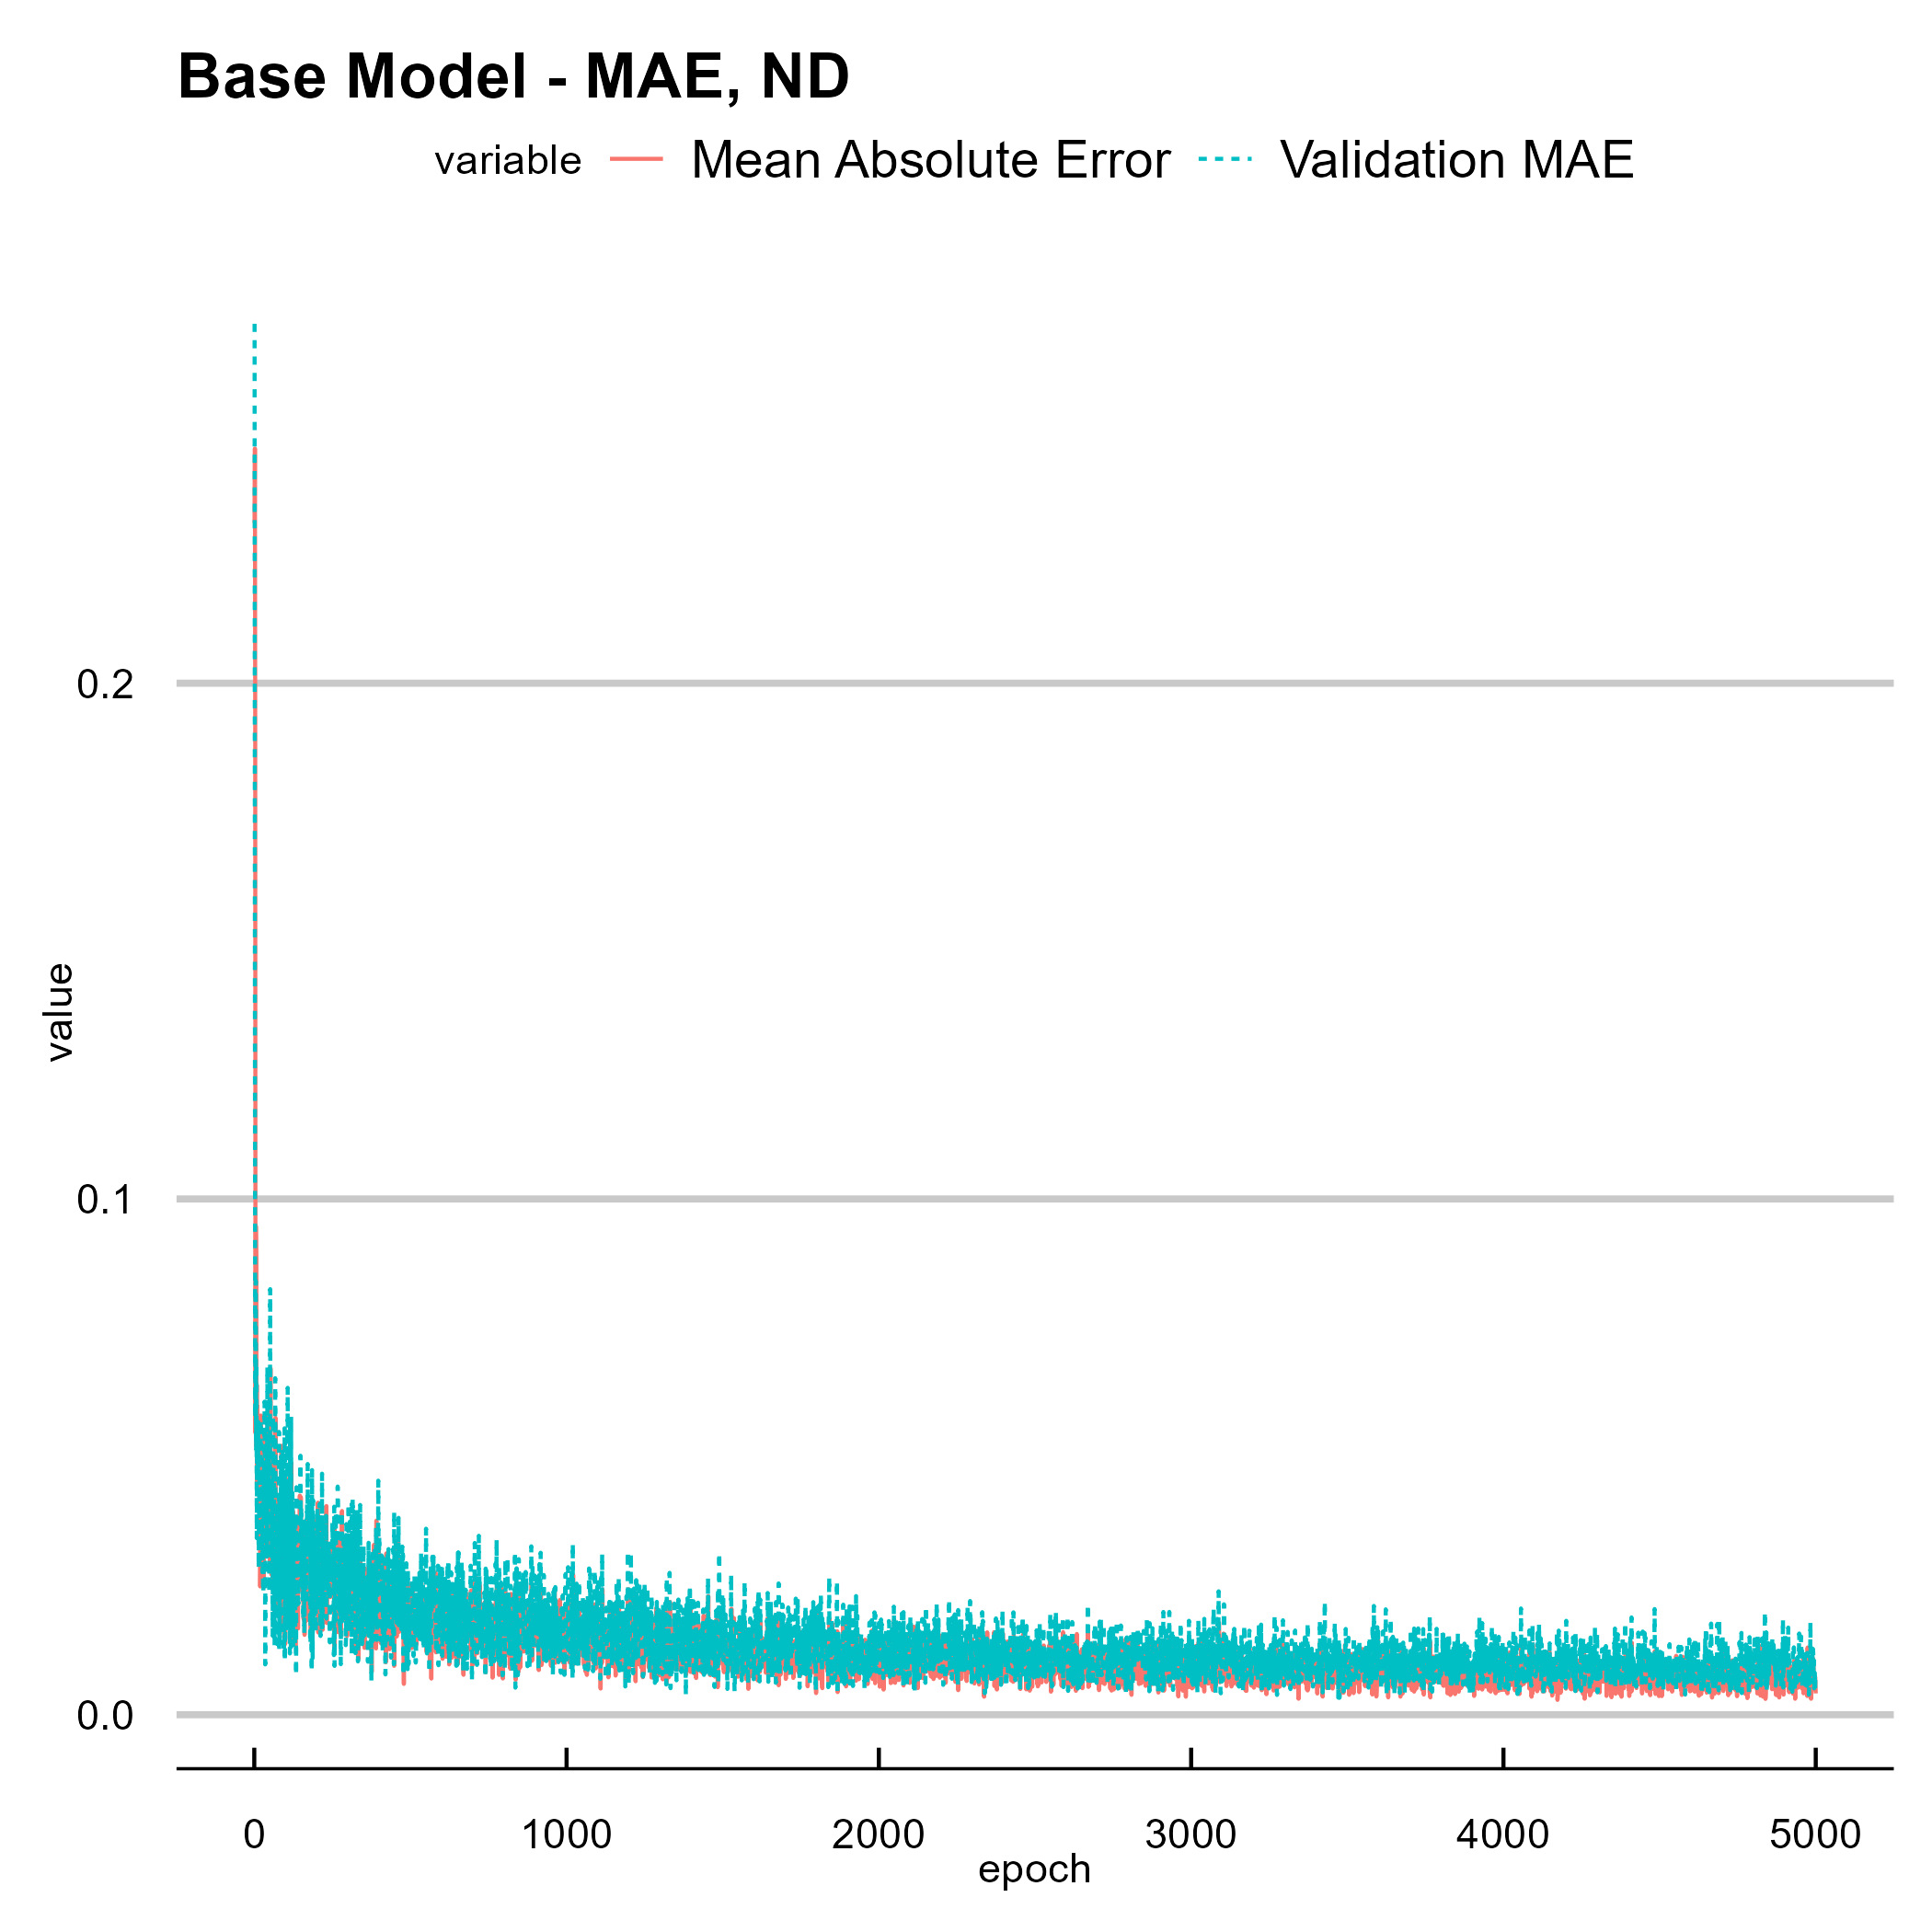 Base Model - MAE, ND
variable Mean Absolute Error Validation MAE
0.2
0.1
0.0
value
0 1000 2000 3000 4000 5000
epoch